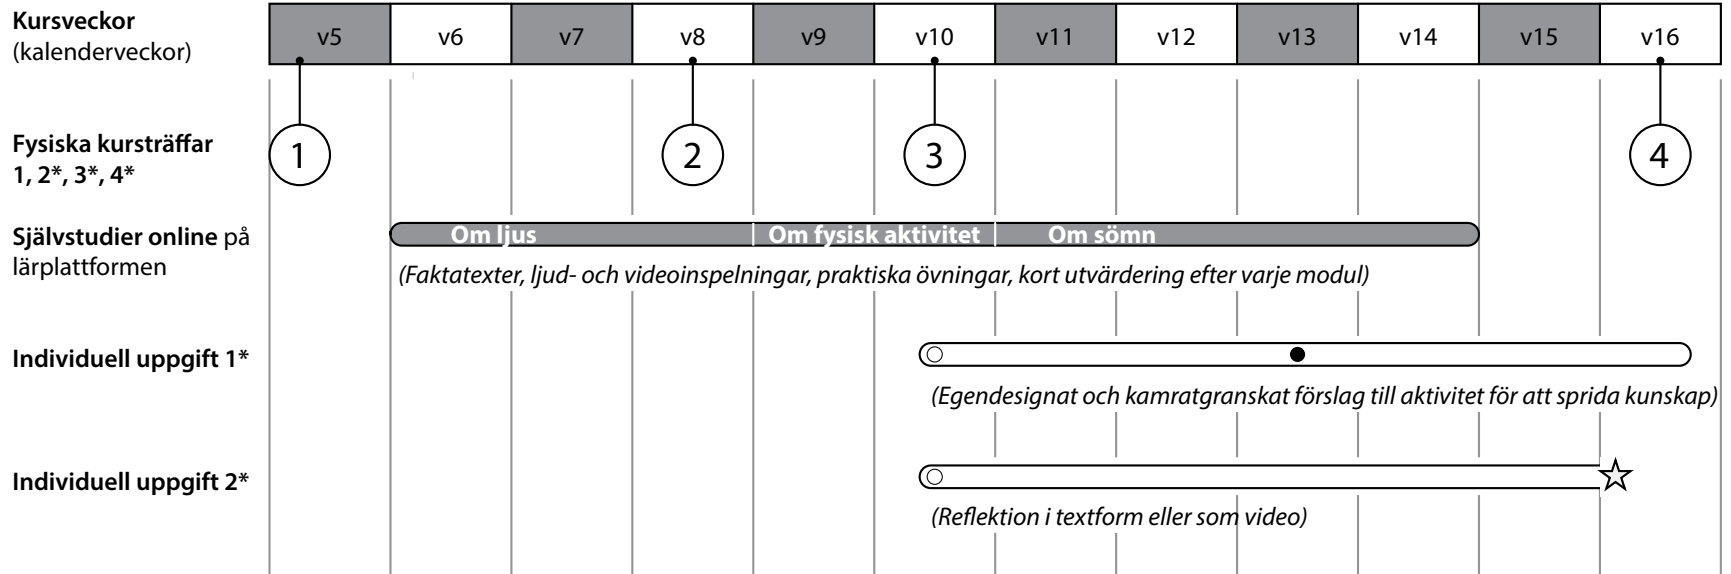 Kursveckor
(kalenderveckor)
v5 v6 v7 v8 v9 v10 v11 v12 v13 v14 v15 v16
Fysiska kursträffar
1, 2*, 3*, 4*
1 2 3 4
Självstudier online på
lärplattformen
Om ljus Om fysisk aktivitet Om sömn
(Faktatexter, ljud- och videoinspelningar, praktiska övningar, kort utvärdering efter varje modul)
Individuell uppgift 1*
(Egendesignat och kamratgranskat förslag till aktivitet för att sprida kunskap)
Individuell uppgift 2*
(Reflektion i textform eller som video)